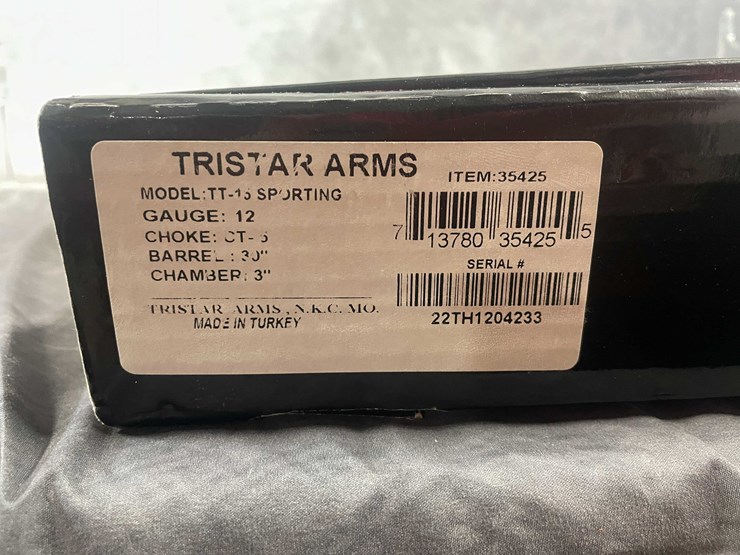 TRISTAR ARMS
MODEL:TT-15 SPORTING
GAUGE: 12
CHOKE: CT-5
BARREL: 30"
CHAMBER: 3"
TRISTAR ARMS, N.K.C. MO.
MADE IN TURKEY
ITEM:35425
7 13780 35425 5
SERIAL #
22TH1204233